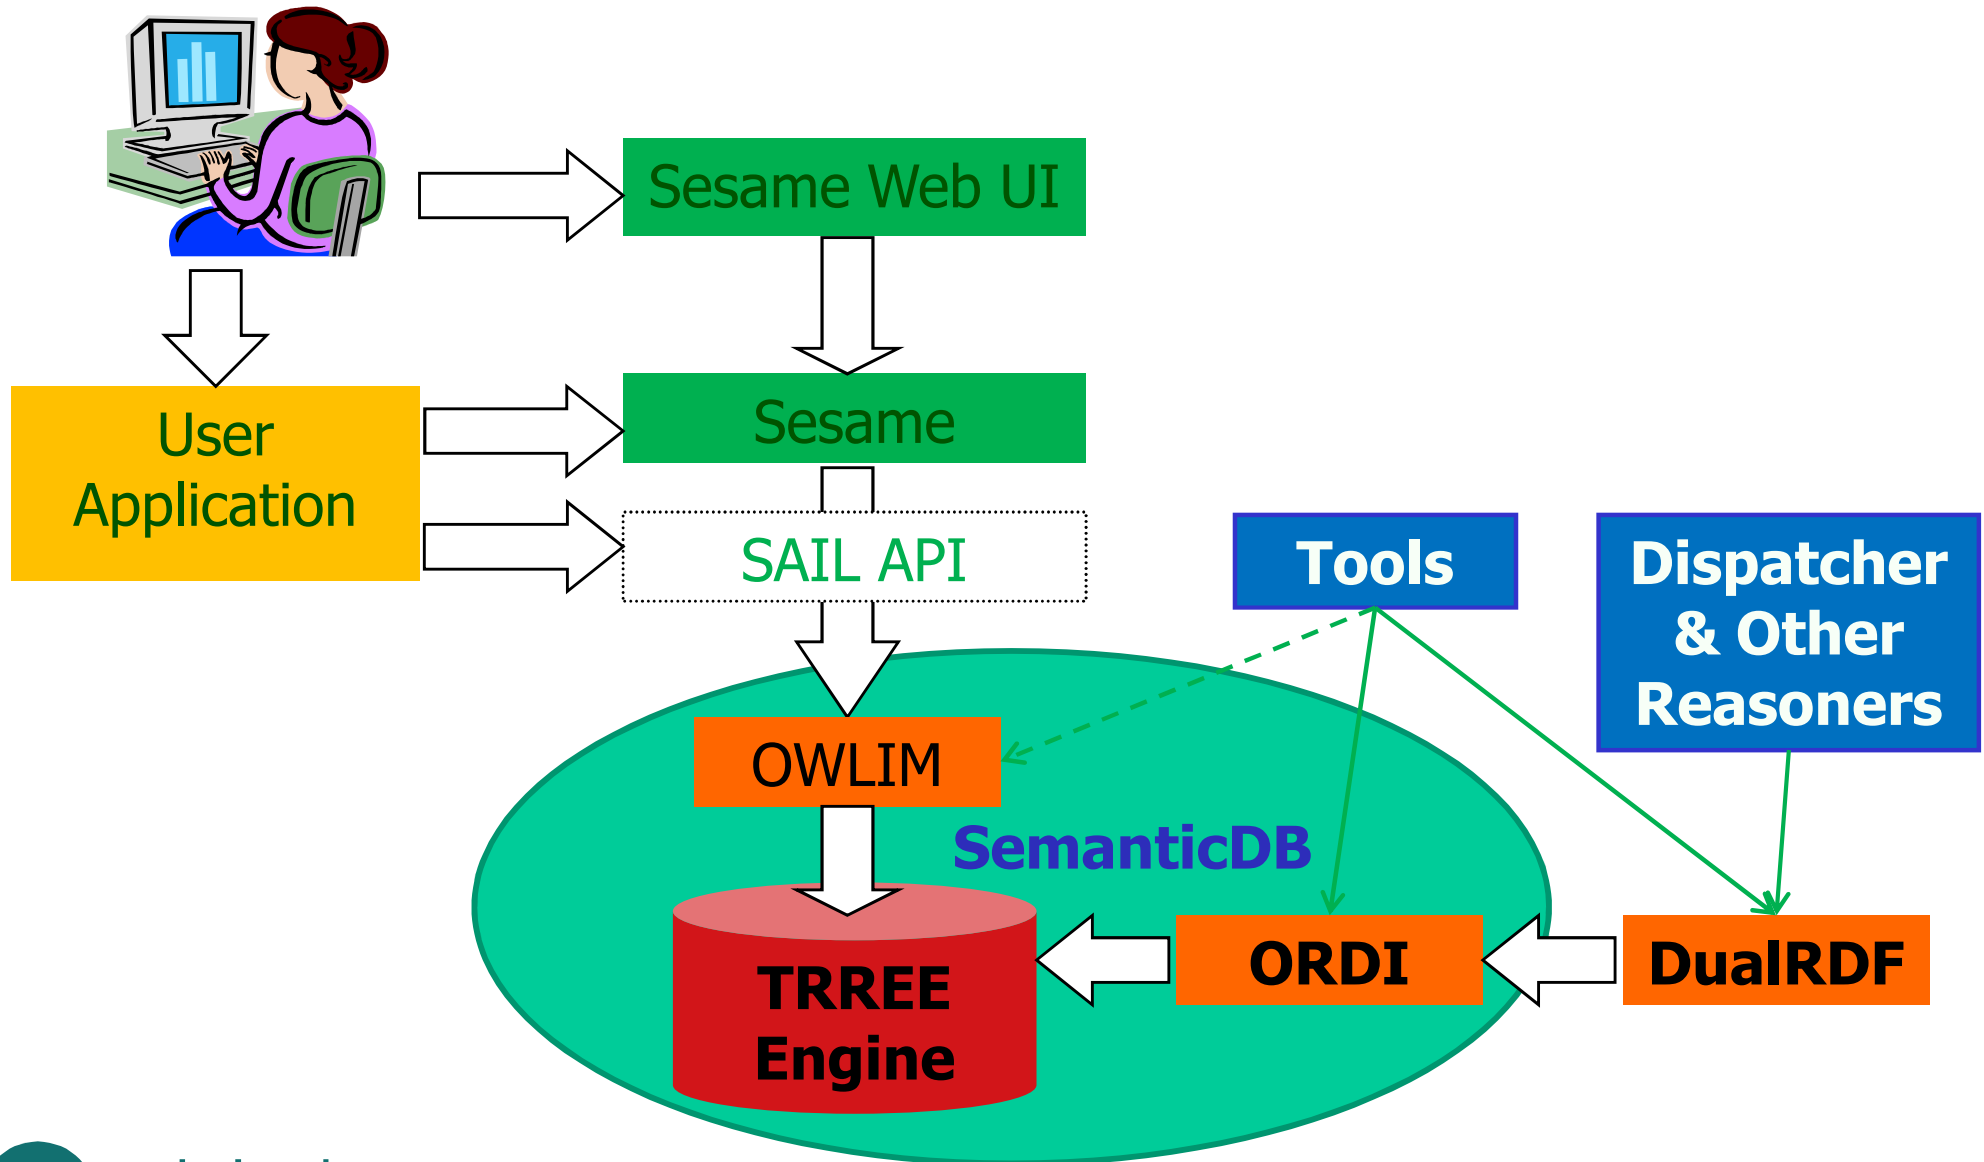 Sesame Web UI
User
Application
Sesame
SAIL API
Tools
Dispatcher
& Other
Reasoners
OWLIM
SemanticDB
TRREE
Engine
ORDI
DualRDF